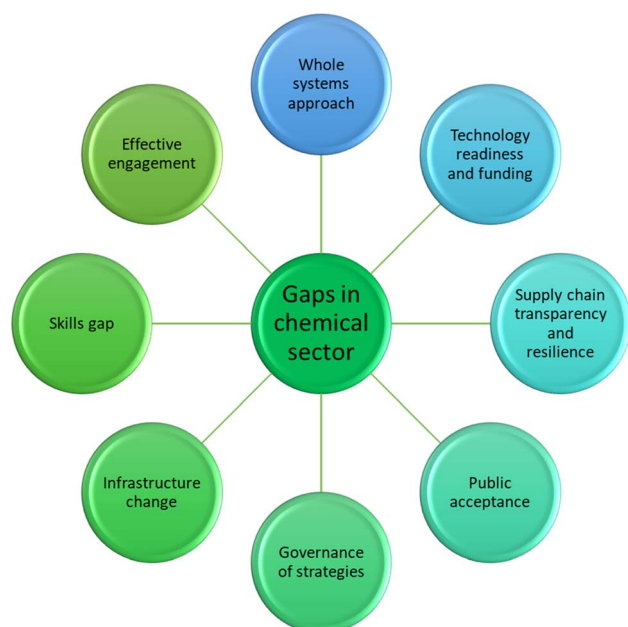 Whole
systems
approach
Technology
readiness
and funding
Supply chain
transparency
and
resilience
Public
acceptance
Governance
of strategies
Infrastructure
change
Skills gap
Effective
engagement
Gaps in
chemical
sector